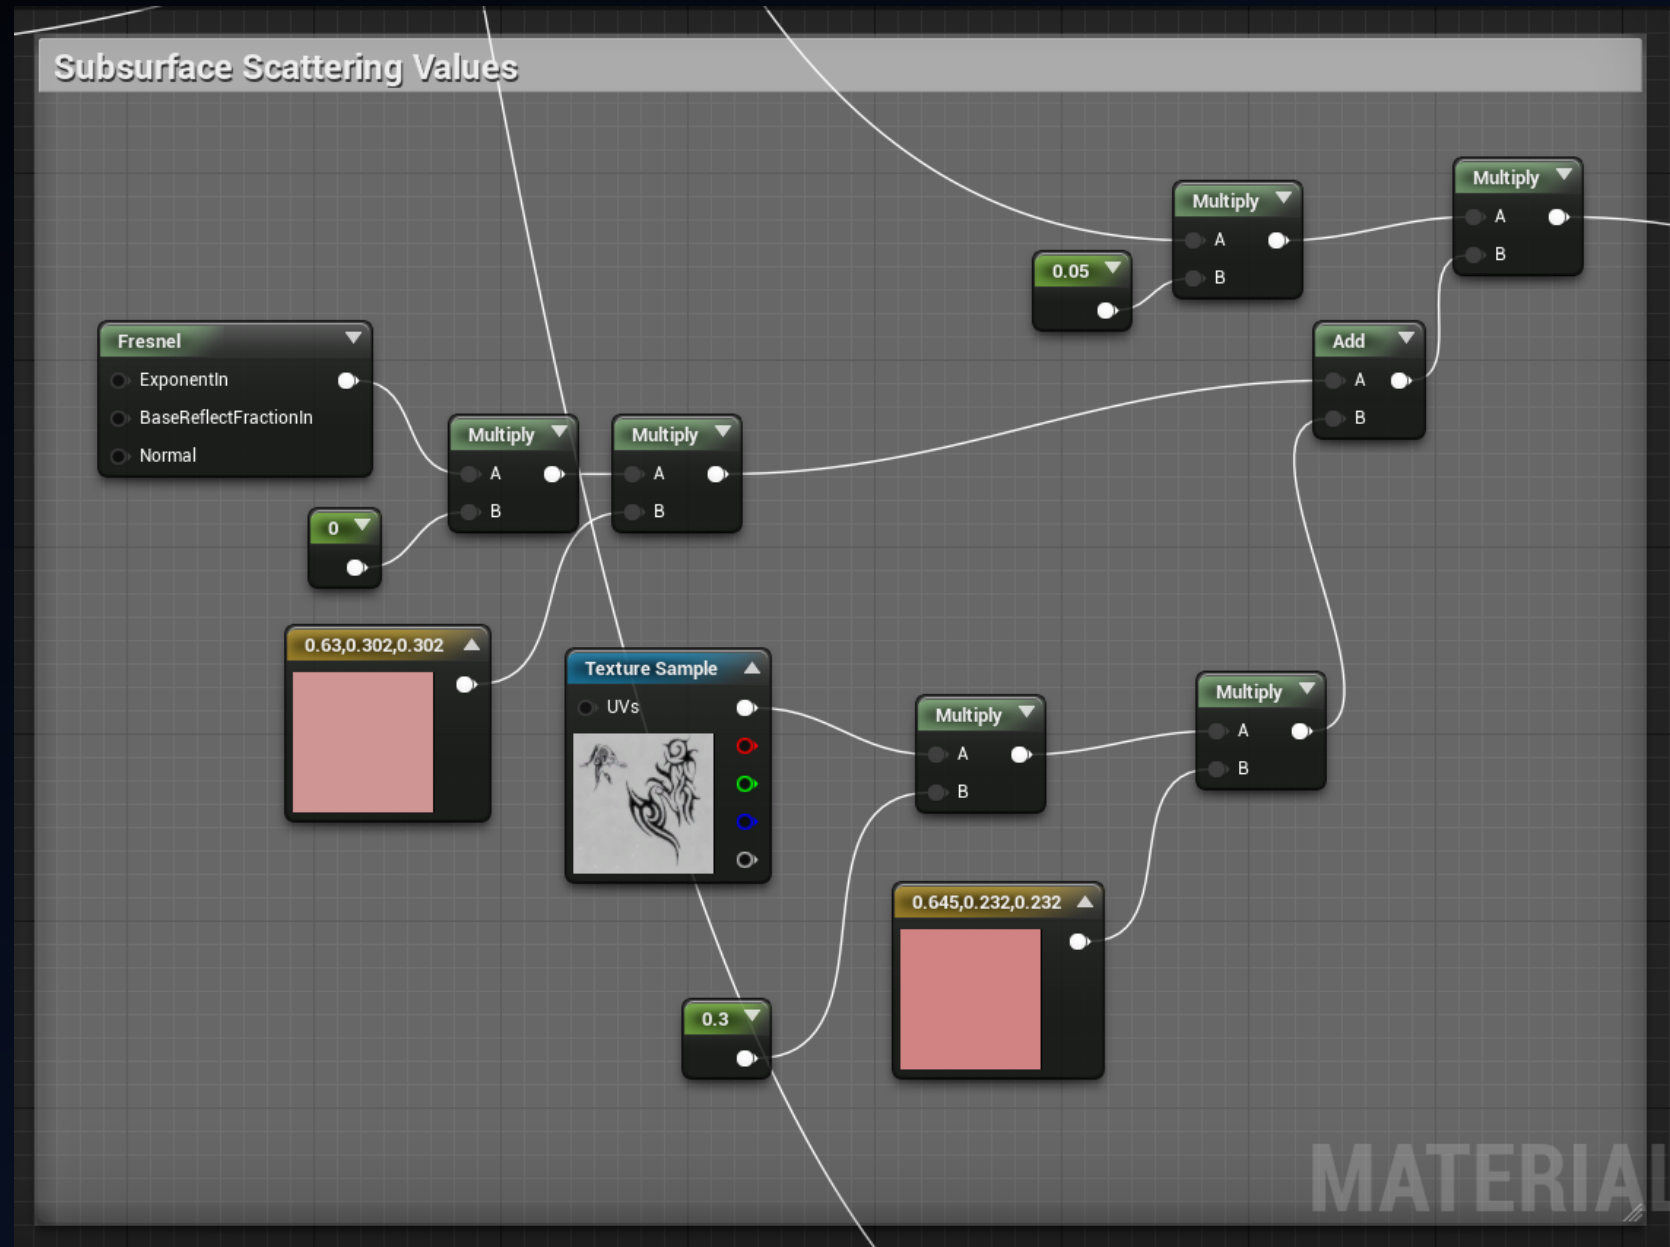 Subsurface Scattering Values
Multiply
A
B
Multiply
A
B
0.05
Fresnel
ExponentIn
BaseReflectFractionIn
Normal
Add
A
B
Multiply
A
B
Multiply
A
B
0
0.63,0.302,0.302
Texture Sample
UVs
Multiply
A
B
Multiply
A
B
0.645,0.232,0.232
0.3
MATERIAL